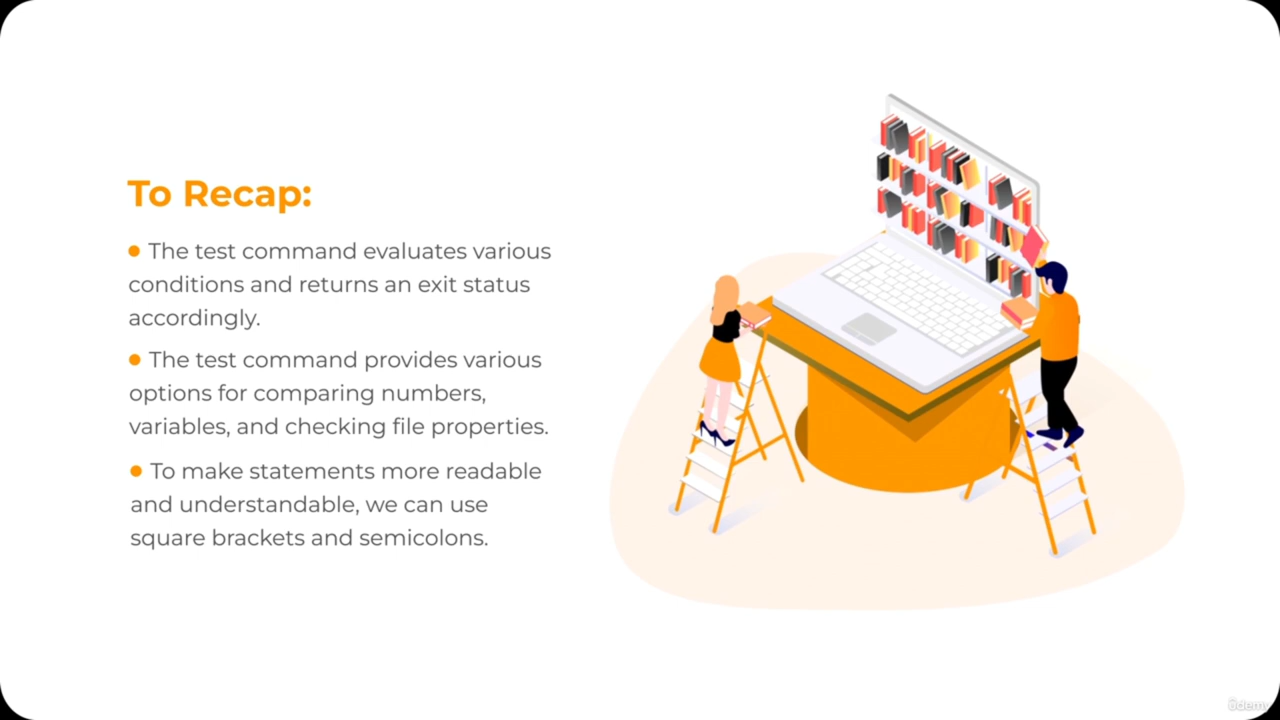 To Recap:
● The test command evaluates various
conditions and returns an exit status
accordingly.
● The test command provides various
options for comparing numbers,
variables, and checking file properties.
● To make statements more readable
and understandable, we can use
square brackets and semicolons.
ûdemy